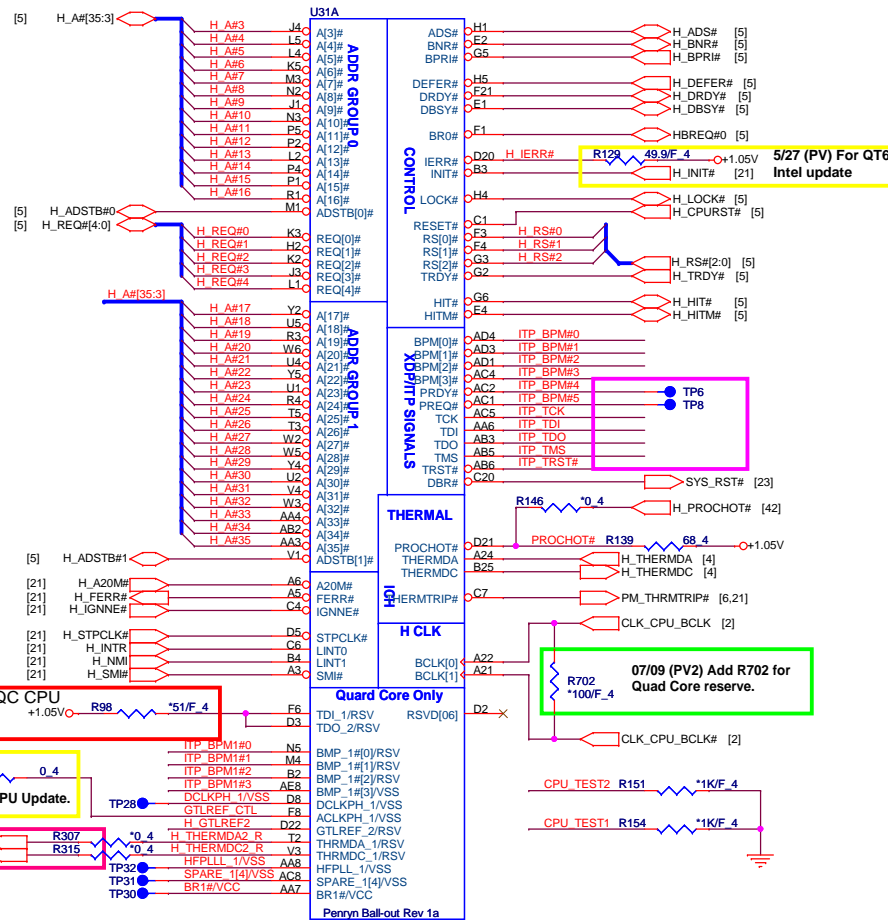 U31A
[5] H_A#[35:3]
H_A#3 J4 A[3]#
H_A#4 L5 A[4]#
H_A#5 L4 A[5]#
H_A#6 K5 A[6]#
H_A#7 M3 A[7]#
H_A#8 N2 A[8]#
H_A#9 J1 A[9]#
H_A#10 N3 A[10]#
H_A#11 P5 A[11]#
H_A#12 P2 A[12]#
H_A#13 L2 A[13]#
H_A#14 P4 A[14]#
H_A#15 P1 A[15]#
H_A#16 R1 A[16]#
[5] H_ADSTB#0 M1 ADSTB[0]#
[5] H_REQ#[4:0]
H_REQ#0 K3 REQ[0]#
H_REQ#1 H2 REQ[1]#
H_REQ#2 K2 REQ[2]#
H_REQ#3 J3 REQ[3]#
H_REQ#4 L1 REQ[4]#
ADDR GROUP 0
H_A#[35:3]
H_A#17 Y2 A[17]#
H_A#18 U5 A[18]#
H_A#19 R3 A[19]#
H_A#20 W6 A[20]#
H_A#21 U4 A[21]#
H_A#22 Y5 A[22]#
H_A#23 U1 A[23]#
H_A#24 R4 A[24]#
H_A#25 T5 A[25]#
H_A#26 T3 A[26]#
H_A#27 W2 A[27]#
H_A#28 W5 A[28]#
H_A#29 Y4 A[29]#
H_A#30 U2 A[30]#
H_A#31 V4 A[31]#
H_A#32 W3 A[32]#
H_A#33 AA4 A[33]#
H_A#34 AB2 A[34]#
H_A#35 AA3 A[35]#
[5] H_ADSTB#1 V1 ADSTB[1]#
ADDR GROUP 1
[21] H_A20M# A6 A20M#
[21] H_FERR# A5 FERR#
[21] H_IGNNE# C4 IGNNE#
[21] H_STPCLK# D5 STPCLK#
[21] H_INTR C6 LINT0
[21] H_NMI B4 LINT1
[21] H_SMI# A3 SMI#
ICH
ADS# H1 H_ADS# [5]
BNR# E2 H_BNR# [5]
BPRI# G5 H_BPRI# [5]
DEFER# H5 H_DEFER# [5]
DRDY# F21 H_DRDY# [5]
DBSY# E1 H_DBSY# [5]
BR0# F1 HBREQ#0 [5]
IERR# D20 H_IERR# R129 49.9/F_4 +1.05V
INIT# B3 H_INIT# [21]
5/27 (PV) For QT6
Intel update
LOCK# H4 H_LOCK# [5]
RESET# C1 H_CPURST# [5]
RS[0]# F3 H_RS#0
RS[1]# F4 H_RS#1
RS[2]# G3 H_RS#2 H_RS#[2:0] [5]
TRDY# G2 H_TRDY# [5]
HIT# G6 H_HIT# [5]
HITM# E4 H_HITM# [5]
CONTROL
BPM[0]# AD4 ITP_BPM#0
BPM[1]# AD3 ITP_BPM#1
BPM[2]# AD1 ITP_BPM#2
BPM[3]# AC4 ITP_BPM#3
PRDY# AC2 ITP_BPM#4 TP6
PREQ# AC1 ITP_BPM#5 TP8
TCK AC5 ITP_TCK
TDI AA6 ITP_TDI
TDO AB3 ITP_TDO
TMS AB5 ITP_TMS
TRST# AB6 ITP_TRST#
DBR# C20 SYS_RST# [23]
XDP/ITP SIGNALS
R146 *0_4 H_PROCHOT# [42]
THERMAL
PROCHOT# D21 PROCHOT# R139 68_4 +1.05V
THERMDA A24 H_THERMDA [4]
THERMDC B25 H_THERMDC [4]
THERMTRIP# C7 PM_THRMTRIP# [6,21]
H CLK
CLK_CPU_BCLK [2]
BCLK[0] A22
BCLK[1] A21
R702
*100/F_4
07/09 (PV2) Add R702 for
Quad Core reserve.
CLK_CPU_BCLK# [2]
Quad Core Only
QC CPU
+1.05V R98 *51/F_4 F6 TDI_1/RSV
D3 TDO_2/RSV
RSVD[06] D2
ITP_BPM1#0 N5 BMP_1#[0]/RSV
ITP_BPM1#1 M4 BMP_1#[1]/RSV
ITP_BPM1#2 B2 BMP_1#[2]/RSV
ITP_BPM1#3 AE8 BMP_1#[3]/VSS
0_4
PU Update.
TP28 DCLKPH_1/VSS D8 DCLKPH_1/VSS
GTLREF_CTL F8 ACLKPH_1/VSS
H_GTLREF2 D22 GTLREF_2/RSV
R307 *0_4 H_THERMDA2_R T2 THRMDA_1/RSV
R315 *0_4 H_THERMDC2_R V3 THRMDC_1/RSV
TP32 HFPLLL_1/VSS AA8 HFPLL_1/VSS
TP31 SPARE_1[4]/VSS AC8 SPARE_1[4]/VSS
TP30 BR1#/VCC AA7 BR1#/VCC
Penryn Ball-out Rev 1a
CPU_TEST2 R151 *1K/F_4
CPU_TEST1 R154 *1K/F_4